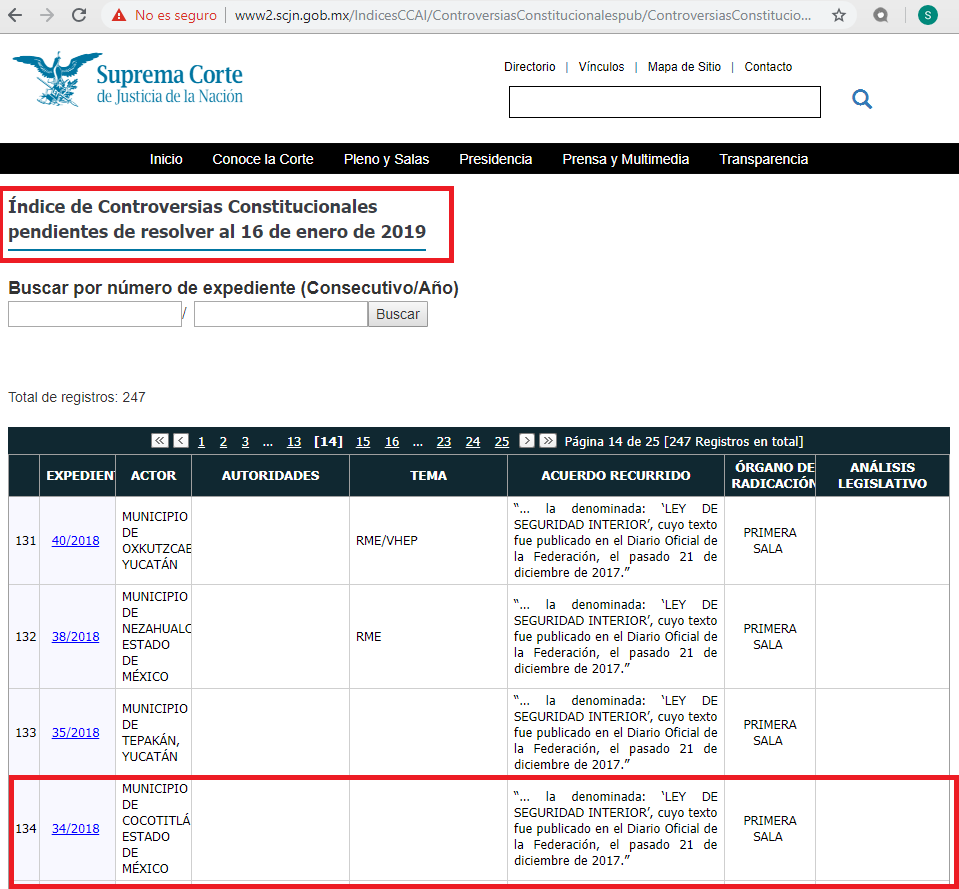 No es seguro | www2.scjn.gob.mx/IndicesCCAI/ControversiasConstitucionalespub/ControversiasConstitucio... S
Suprema Corte
de Justicia de la Nación
Directorio | Vínculos | Mapa de Sitio | Contacto
Inicio Conoce la Corte Pleno y Salas Presidencia Prensa y Multimedia Transparencia
Índice de Controversias Constitucionales
pendientes de resolver al 16 de enero de 2019
Buscar por número de expediente (Consecutivo/Año)
/ Buscar
Total de registros: 247
« ‹ 1 2 3 ... 13 [14] 15 16 ... 23 24 25 › » Página 14 de 25 [247 Registros en total]
EXPEDIEN ACTOR AUTORIDADES TEMA ACUERDO RECURRIDO
ÓRGANO DE
RADICACIÓN
ANÁLISIS
LEGISLATIVO
131 40/2018
MUNICIPIO
DE
OXKUTZCAB
YUCATÁN
RME/VHEP
“... la denominada: ‘LEY DE
SEGURIDAD INTERIOR’, cuyo texto
fue publicado en el Diario Oficial de
la Federación, el pasado 21 de
diciembre de 2017.”
PRIMERA
SALA
132 38/2018
MUNICIPIO
DE
NEZAHUALC
ESTADO
DE
MÉXICO
RME
“... la denominada: ‘LEY DE
SEGURIDAD INTERIOR’, cuyo texto
fue publicado en el Diario Oficial de
la Federación, el pasado 21 de
diciembre de 2017.”
PRIMERA
SALA
133 35/2018
MUNICIPIO
DE
TEPAKÁN,
YUCATÁN
“... la denominada: ‘LEY DE
SEGURIDAD INTERIOR’, cuyo texto
fue publicado en el Diario Oficial de
la Federación, el pasado 21 de
diciembre de 2017.”
PRIMERA
SALA
134 34/2018
MUNICIPIO
DE
COCOTITLÁ
ESTADO
DE
MÉXICO
“... la denominada: ‘LEY DE
SEGURIDAD INTERIOR’, cuyo texto
fue publicado en el Diario Oficial de
la Federación, el pasado 21 de
diciembre de 2017.”
PRIMERA
SALA